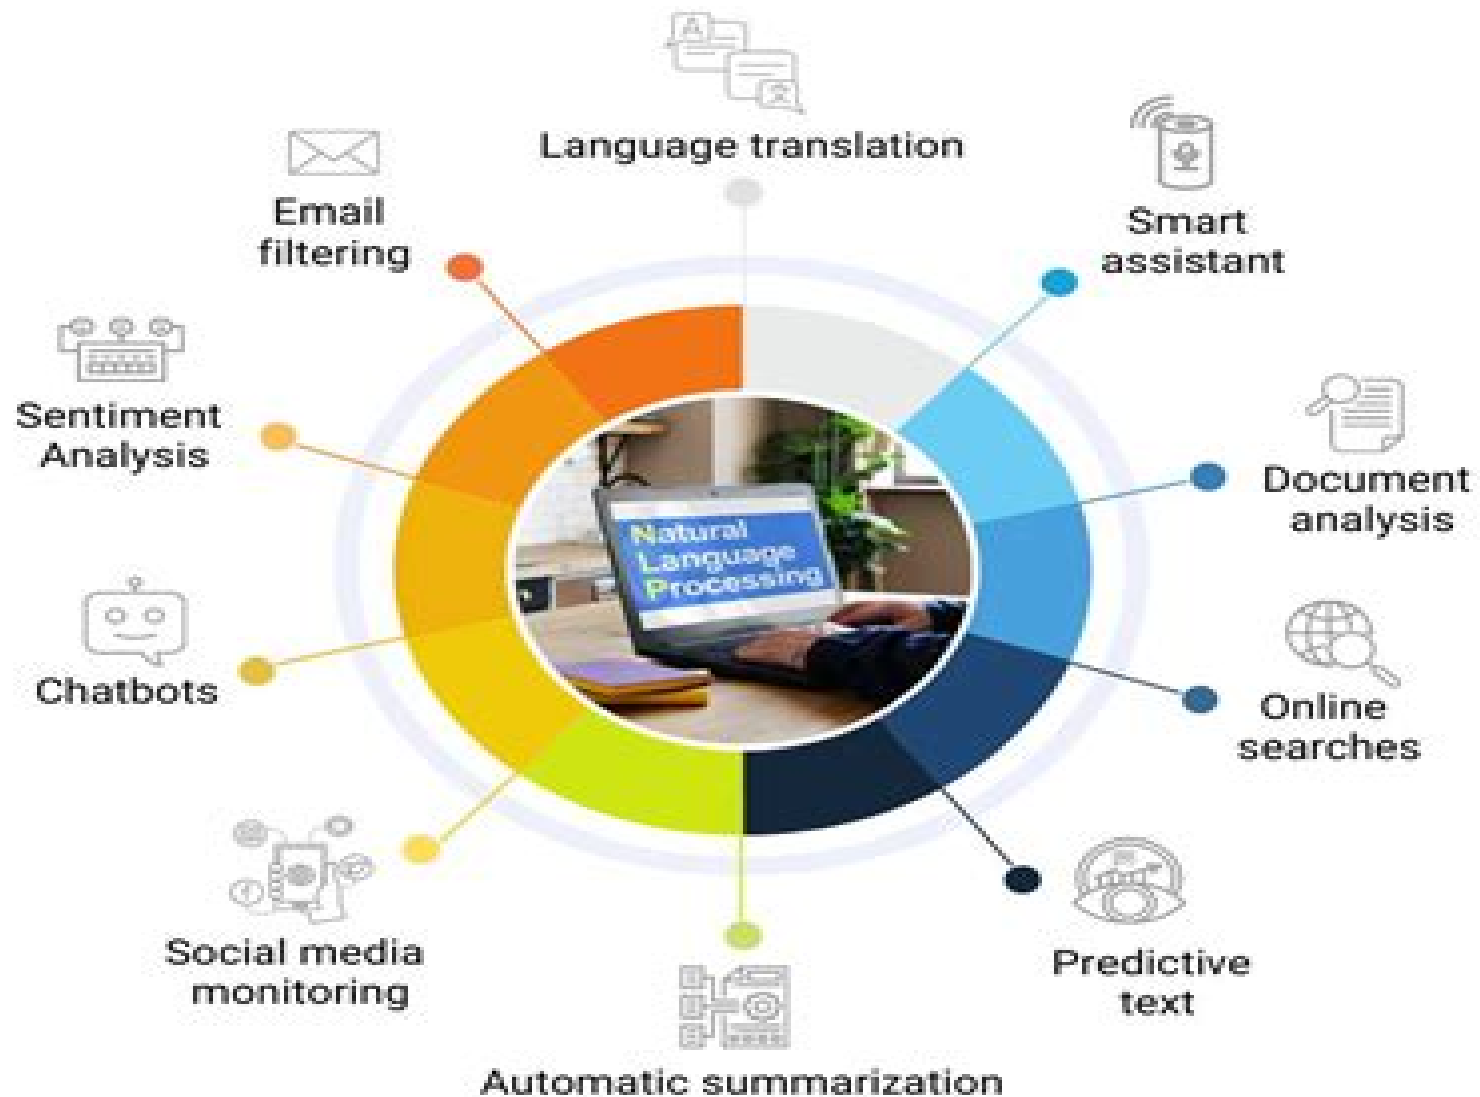 Language translation
Smart
assistant
Document
analysis
Online
searches
Predictive
text
Automatic summarization
Social media
monitoring
Chatbots
Sentiment
Analysis
Email
filtering
Natural
Language
Processing